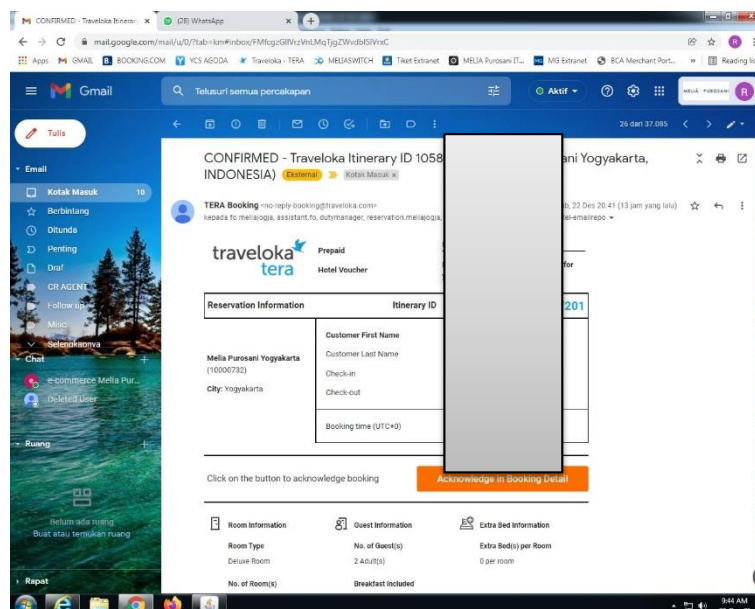 CONFIRMED - Traveloka Itinerary
(28) WhatsApp
mail.google.com/mail/u/0/?tab=km#inbox/
Apps
GMAIL
BOOKING.COM
YCS AGODA
Traveloka - TERA
MELIASWITCH
Tiket Extranet
MELIA Purosani IT...
MG Extranet
BCA Merchant Port...
Reading lis
Gmail
Telusuri semua percakapan
Aktif
MELIÁ PUROSANI
R
Tulis
26 dari 37.085
Email
Kotak Masuk 10
Berbintang
Ditunda
Penting
Draf
CR AGENT
Follow up
Misc
Selengkapnya
Chat
e-commerce Melia Pur...
Deleted User
Ruang
Belum ada ruang
Buat atau temukan ruang
Rapat
CONFIRMED - Traveloka Itinerary ID 1058 ani Yogyakarta,
INDONESIA) Eksternal Kotak Masuk x
TERA Booking <no-reply-booking@traveloka.com> 22 Des 20.41 (13 jam yang lalu)
kepada fo.meliajogja, assistant.fo, dutymanager, reservation.meliajogja,
traveloka
tera
Prepaid
Hotel Voucher
for
Reservation Information Itinerary ID 201
Melia Purosani Yogyakarta
(10000732)
City: Yogyakarta
Customer First Name
Customer Last Name
Check-in
Check-out
Booking time (UTC+0)
Click on the button to acknowledge booking
Acknowledge in Booking Detail
Room Information
Guest Information
Extra Bed Information
Room Type
No. of Guest(s)
Extra Bed(s) per Room
Deluxe Room
2 Adult(s)
0 per room
No. of Room(s)
Breakfast Included
9:44 AM